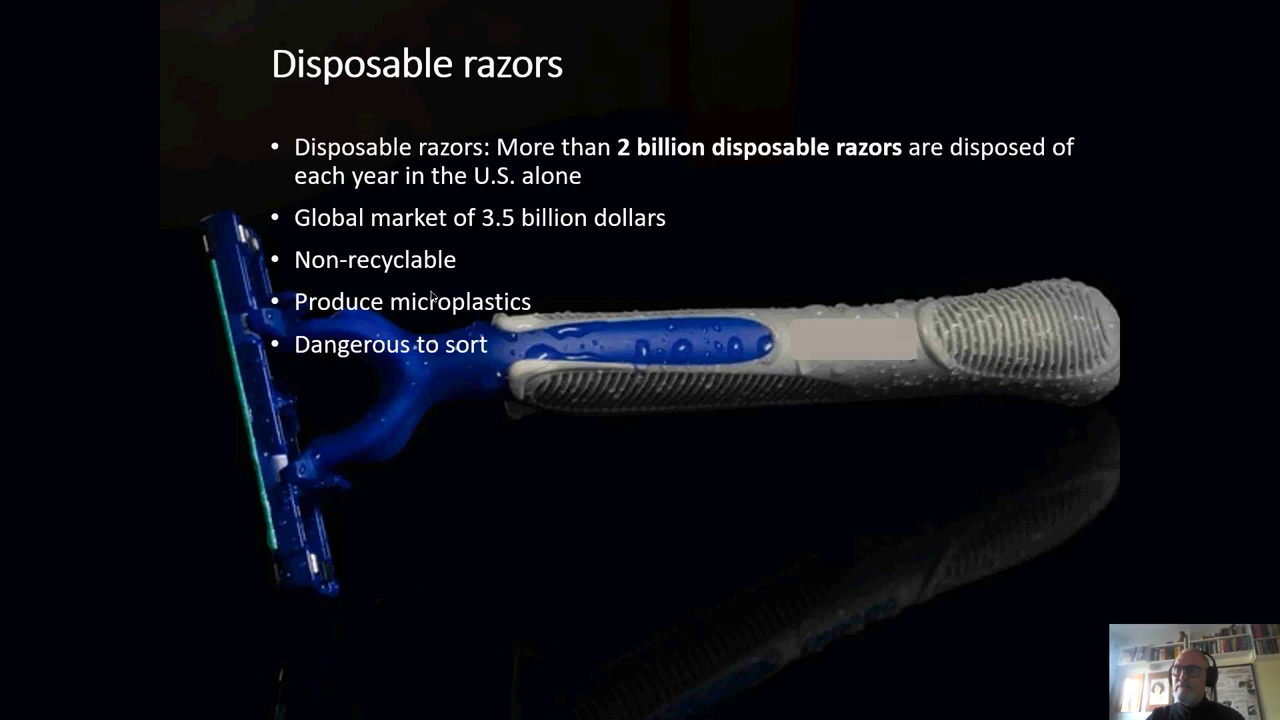 Disposable razors
• Disposable razors: More than 2 billion disposable razors are disposed of
each year in the U.S. alone
• Global market of 3.5 billion dollars
• Non-recyclable
• Produce microplastics
• Dangerous to sort